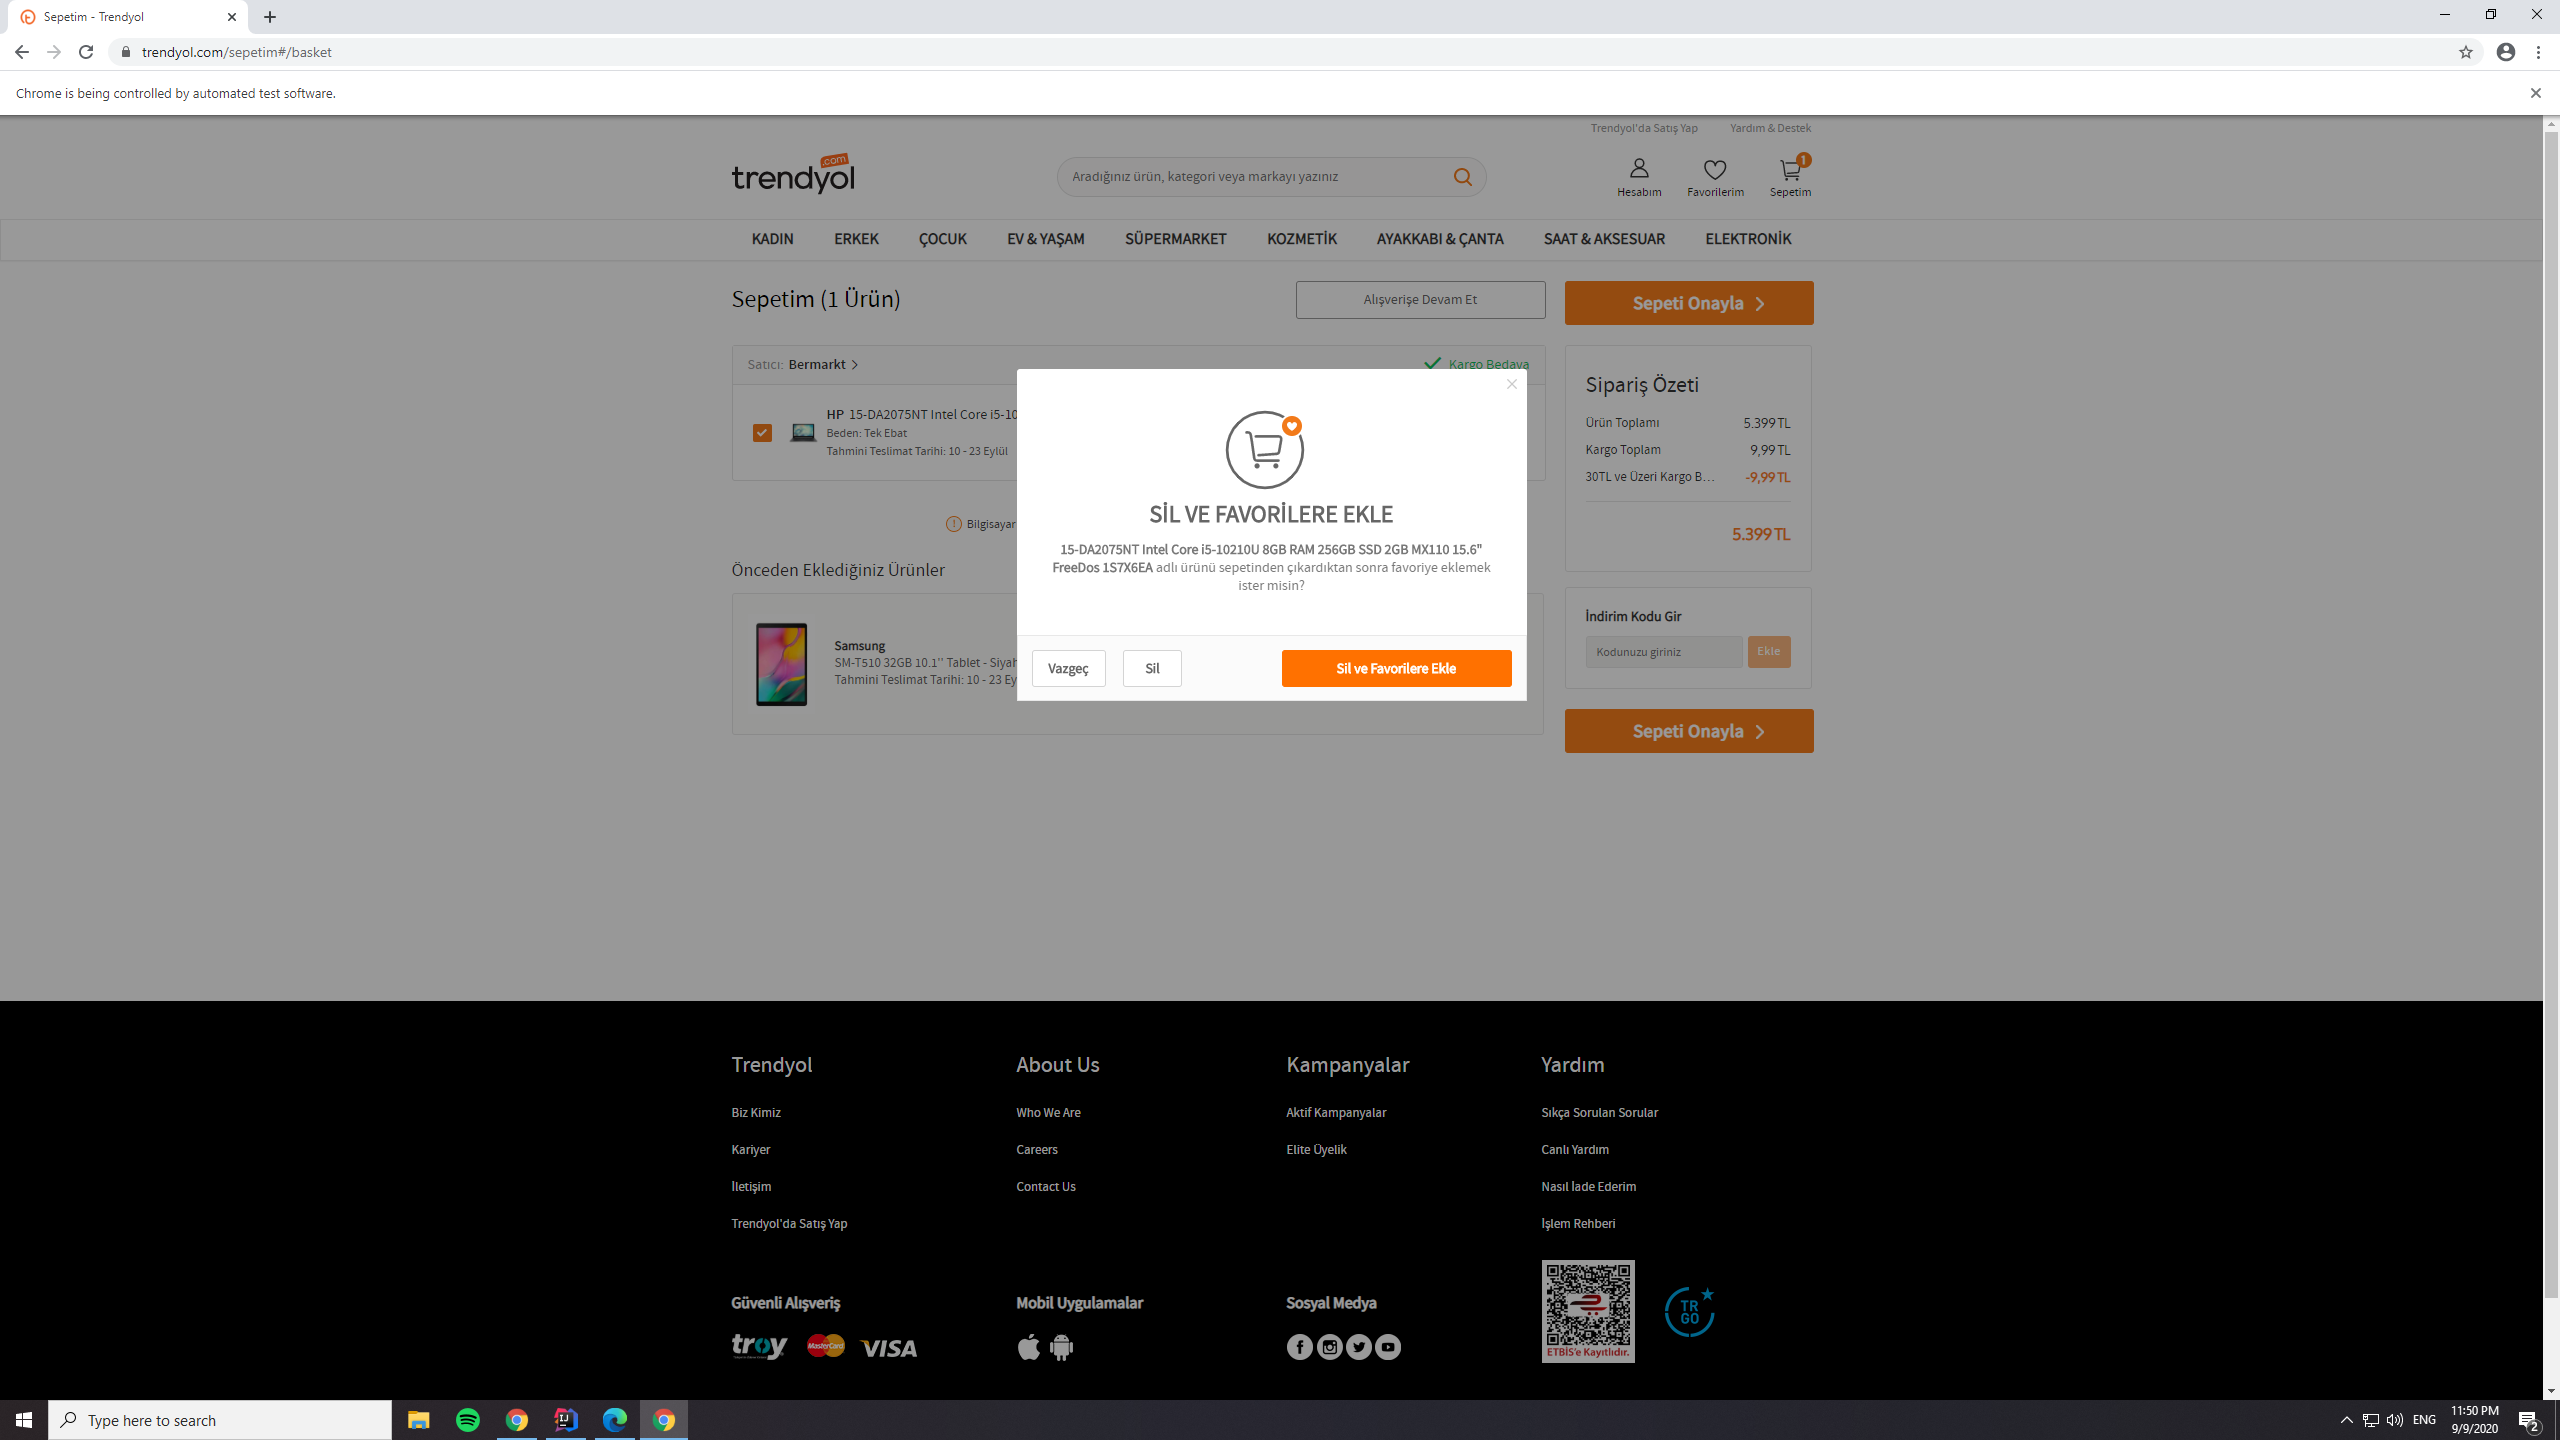 Sepetim - Trendyol
trendyol.com/sepetim#/basket
Chrome is being controlled by automated test software.
Trendyol'da Satış Yap
Yardım & Destek
trendyol
.com
Aradığınız ürün, kategori veya markayı yazınız
Hesabım
Favorilerim
1
Sepetim
KADIN
ERKEK
ÇOCUK
EV & YAŞAM
SÜPERMARKET
KOZMETİK
AYAKKABI & ÇANTA
SAAT & AKSESUAR
ELEKTRONİK
Sepetim (1 Ürün)
Alışverişe Devam Et
Sepeti Onayla
Satıcı: Bermarkt
Kargo Bedava
HP 15-DA2075NT Intel Core i5-10
Beden: Tek Ebat
Tahmini Teslimat Tarihi: 10 - 23 Eylül
Bilgisayar
Önceden Eklediğiniz Ürünler
Samsung
SM-T510 32GB 10.1'' Tablet - Siyah
Tahmini Teslimat Tarihi: 10 - 23 Ey
SİL VE FAVORİLERE EKLE
15-DA2075NT Intel Core i5-10210U 8GB RAM 256GB SSD 2GB MX110 15.6"
FreeDos 1S7X6EA adlı ürünü sepetinden çıkardıktan sonra favoriye eklemek
ister misin?
Vazgeç
Sil
Sil ve Favorilere Ekle
Sipariş Özeti
Ürün Toplamı 5.399 TL
Kargo Toplam 9,99 TL
30TL ve Üzeri Kargo B... -9,99 TL
5.399 TL
İndirim Kodu Gir
Kodunuzu giriniz
Ekle
Sepeti Onayla
Trendyol
Biz Kimiz
Kariyer
İletişim
Trendyol'da Satış Yap
About Us
Who We Are
Careers
Contact Us
Kampanyalar
Aktif Kampanyalar
Elite Üyelik
Yardım
Sıkça Sorulan Sorular
Canlı Yardım
Nasıl İade Ederim
İşlem Rehberi
Güvenli Alışveriş
troy
MasterCard
VISA
Mobil Uygulamalar
Sosyal Medya
ETBİS'e Kayıtlıdır.
TR
GO
Type here to search
ENG
11:50 PM
9/9/2020
2